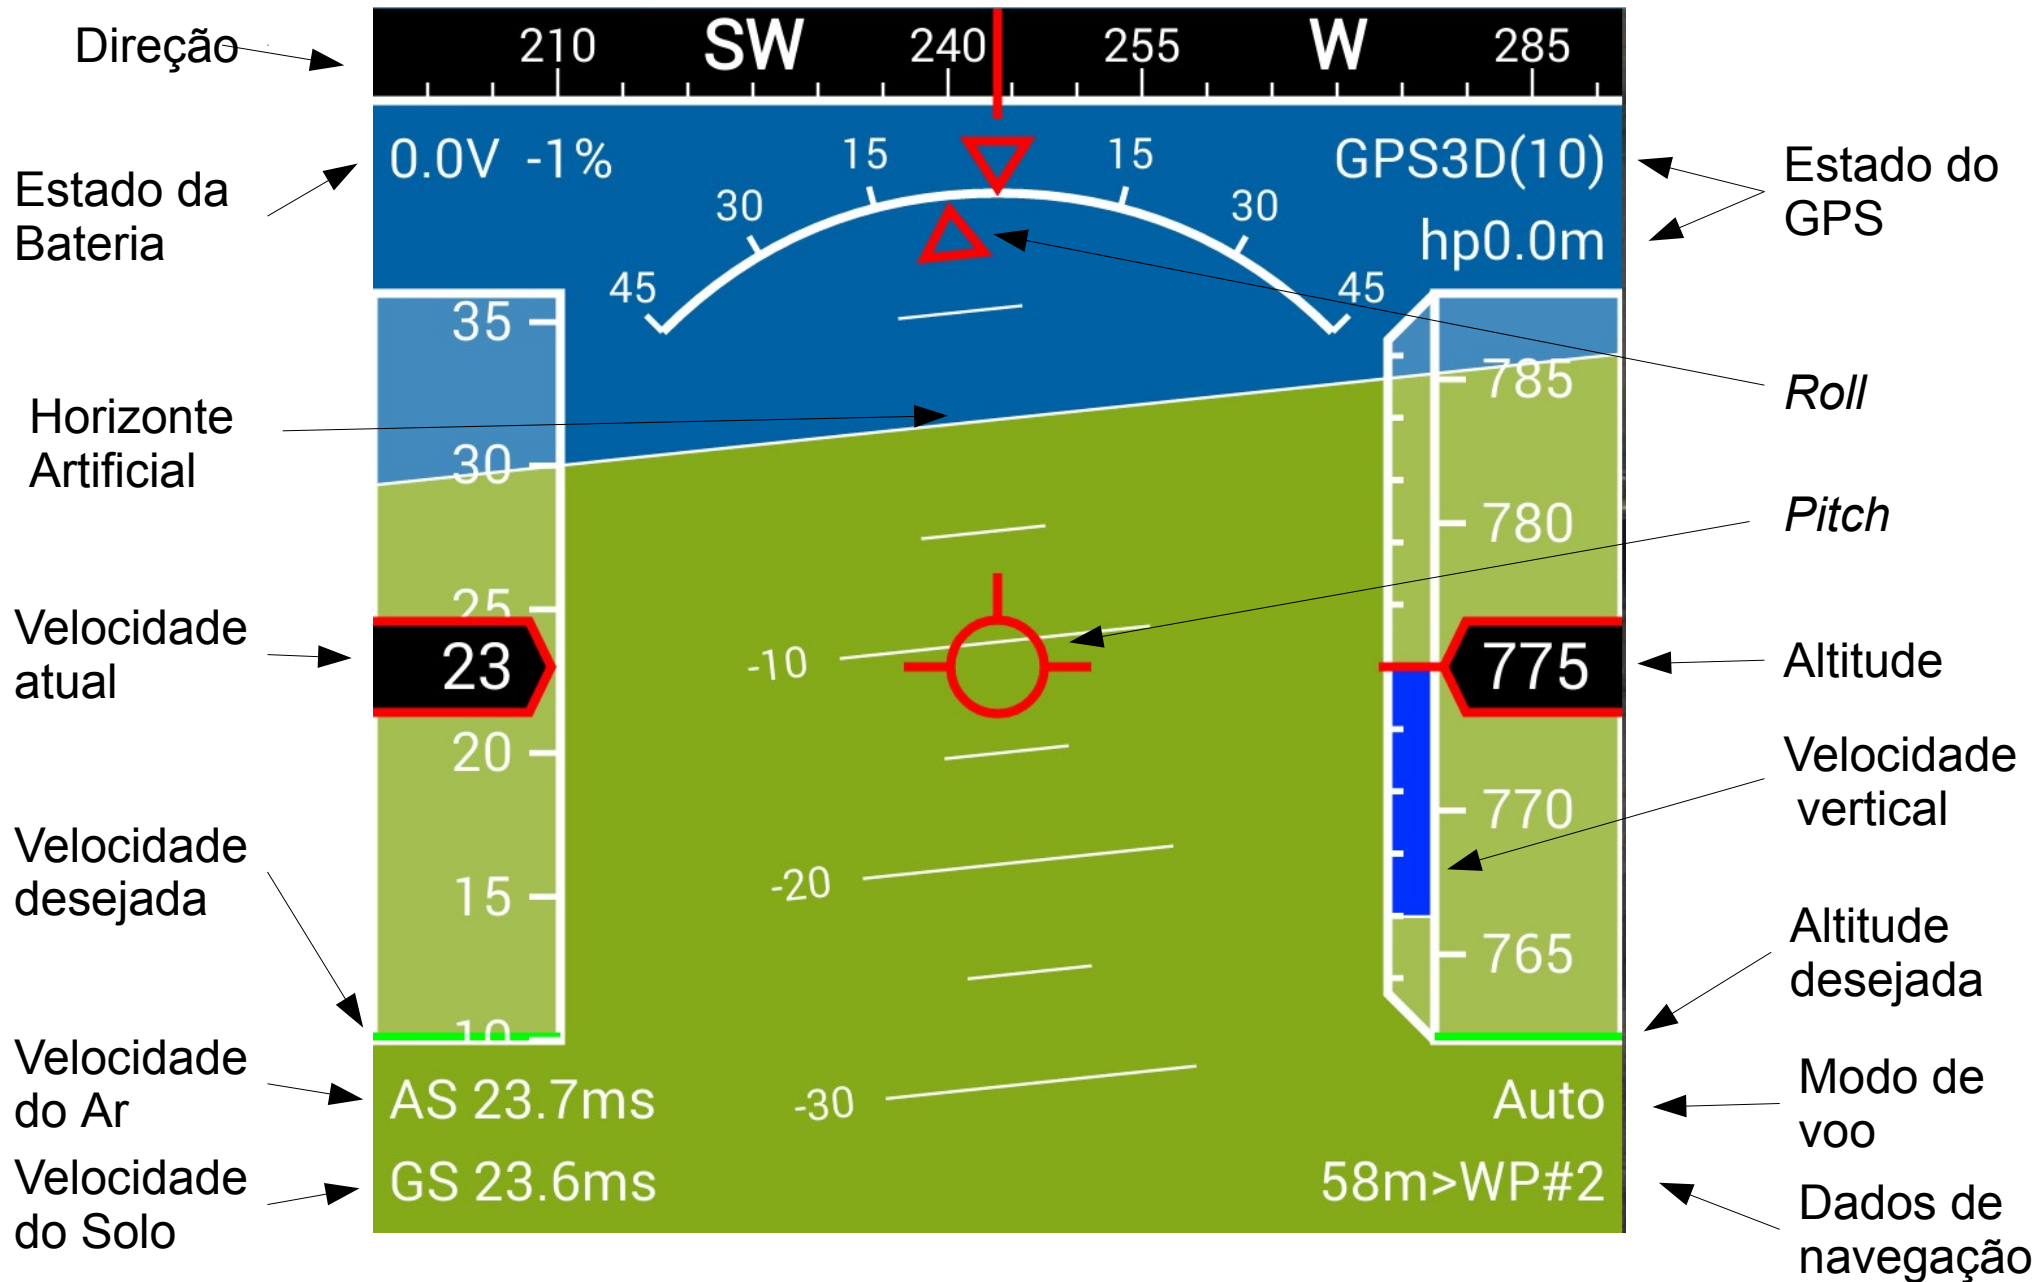 Direção
Estado da
Bateria
Horizonte
Artificial
Velocidade
atual
Velocidade
desejada
Velocidade
do Ar
Velocidade
do Solo
210 SW 240 255 W 285
0.0V -1%
GPS3D(10)
hp0.0m
45 30 15 15 30 45
35
30
25
23
20
15
10
-10
-20
-30
785
780
775
770
765
AS 23.7ms
GS 23.6ms
Auto
58m>WP#2
Estado do
GPS
Roll
Pitch
Altitude
Velocidade
vertical
Altitude
desejada
Modo de
voo
Dados de
navegação